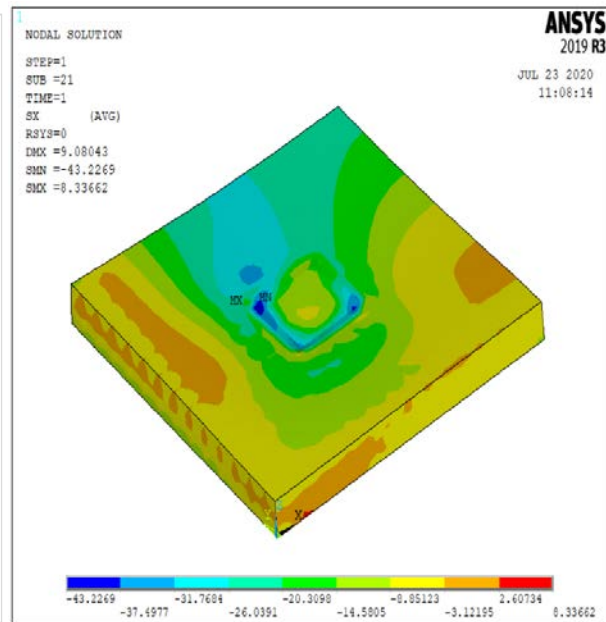 1
NODAL SOLUTION
STEP=1
SUB =21
TIME=1
SX (AVG)
RSYS=0
DMX =9.08043
SMN =-43.2269
SMX =8.33662
ANSYS
2019 R3
JUL 23 2020
11:08:14
MX MN
X
-43.2269 -31.7684 -20.3098 -8.85123 2.60734
-37.4977 -26.0391 -14.5805 -3.12195 8.33662